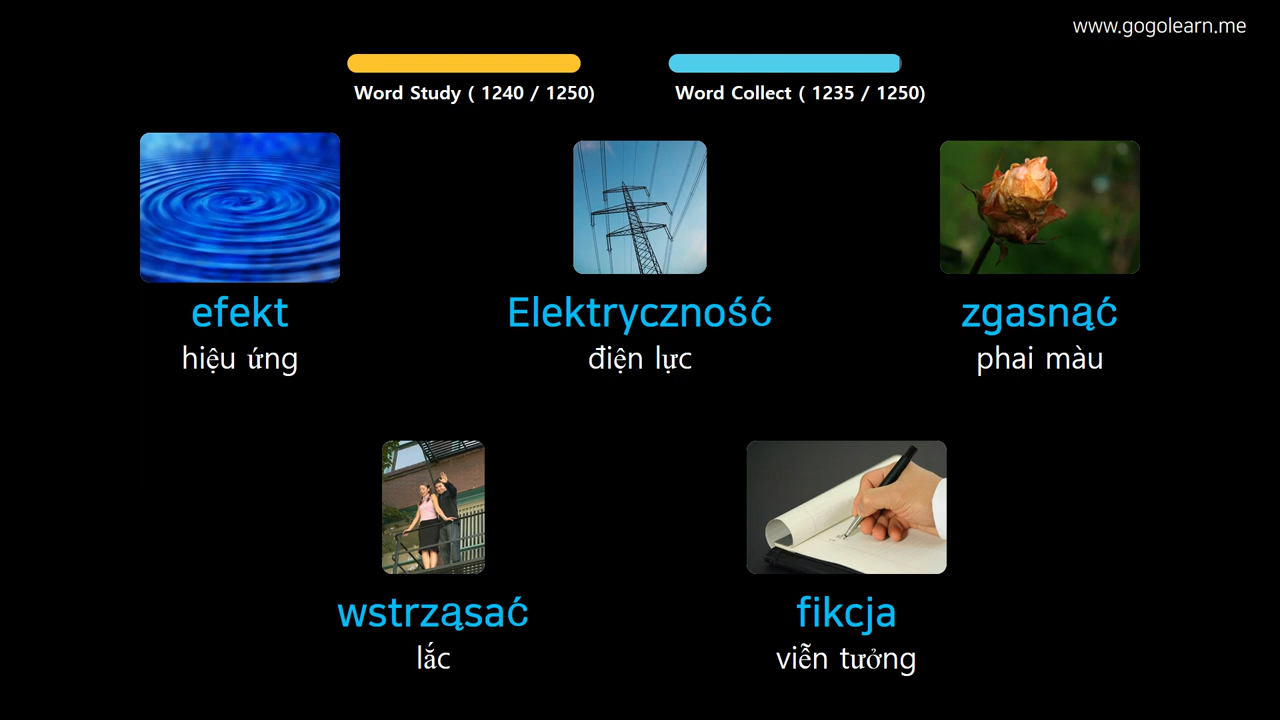 www.gogolearn.me
Word Study ( 1240 / 1250)
Word Collect ( 1235 / 1250)
efekt
hiệu ứng
Elektryczność
điện lực
zgasnąć
phai màu
wstrząsać
lắc
fikcja
viễn tưởng